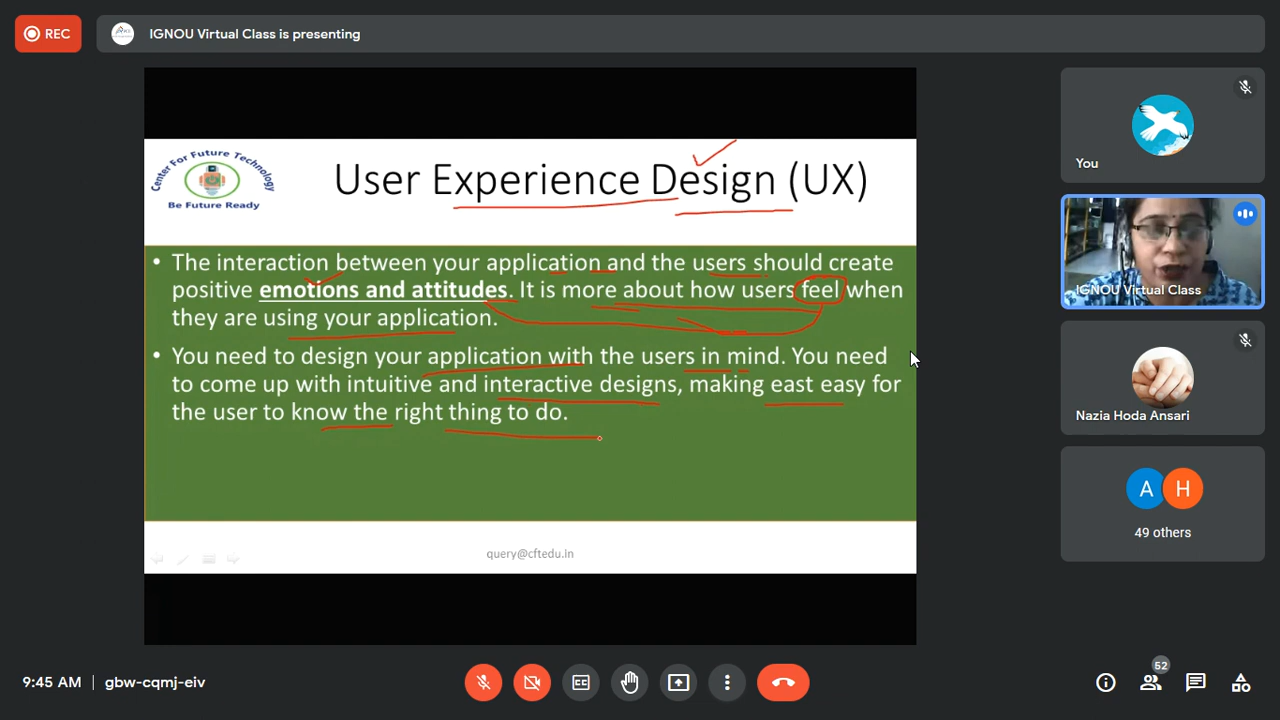 REC
IGNOU Virtual Class is presenting
Center For Future Technology
Be Future Ready
User Experience Design (UX)
• The interaction between your application and the users should create
positive emotions and attitudes. It is more about how users feel when
they are using your application.
• You need to design your application with the users in mind. You need
to come up with intuitive and interactive designs, making east easy for
the user to know the right thing to do.
query@cftedu.in
You
IGNOU Virtual Class
Nazia Hoda Ansari
A H
49 others
9:45 AM | gbw-cqmj-eiv
CC
52